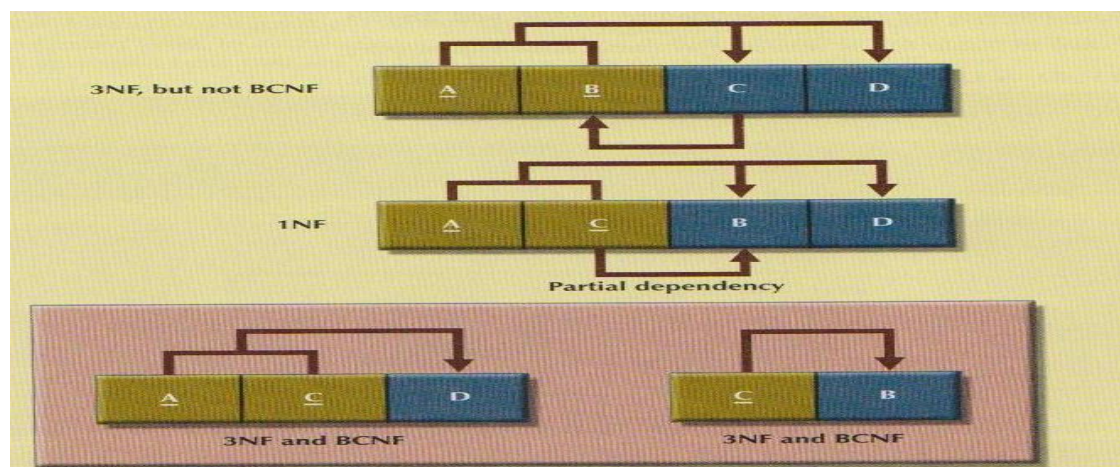 3NF, but not BCNF
A B C D
1NF
A C B D
Partial dependency
A C D
C B
3NF and BCNF
3NF and BCNF